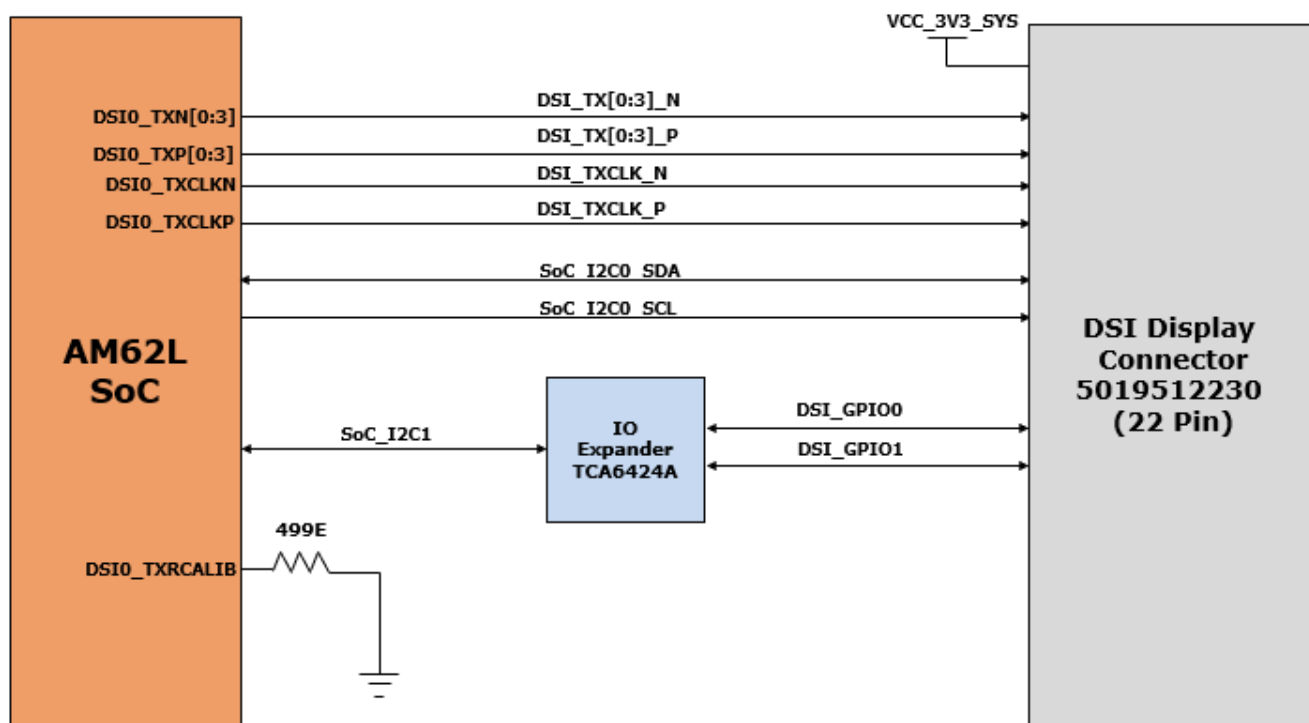 VCC_3V3_SYS
DSI0_TXN[0:3]
DSI_TX[0:3]_N
DSI0_TXP[0:3]
DSI_TX[0:3]_P
DSI0_TXCLKN
DSI_TXCLK_N
DSI0_TXCLKP
DSI_TXCLK_P
SoC_I2C0_SDA
SoC_I2C0_SCL
AM62L
SoC
DSI Display
Connector
5019512230
(22 Pin)
SoC_I2C1
IO
Expander
TCA6424A
DSI_GPIO0
DSI_GPIO1
499E
DSI0_TXRCALIB